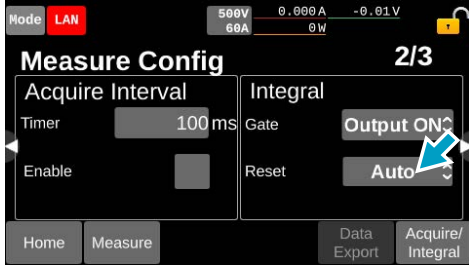 Mode LAN 500V 0.000A -0.01V
60A 0W
Measure Config 2/3
Acquire Interval Integral
Timer 100 ms Gate Output ON
Enable Reset Auto
Home Measure Data Export Acquire/ Integral